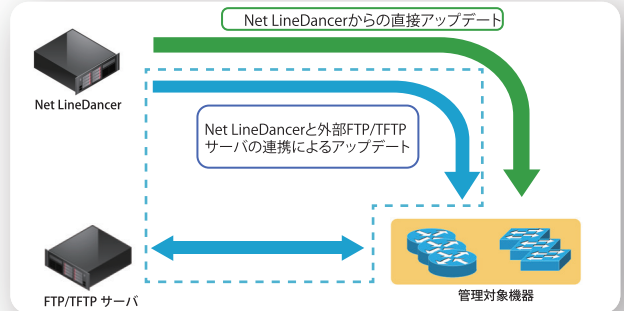 Net LineDancerからの直接アップデート
Net LineDancer
Net LineDancerと外部FTP/TFTP
サーバの連携によるアップデート
FTP/TFTP サーバ
管理対象機器